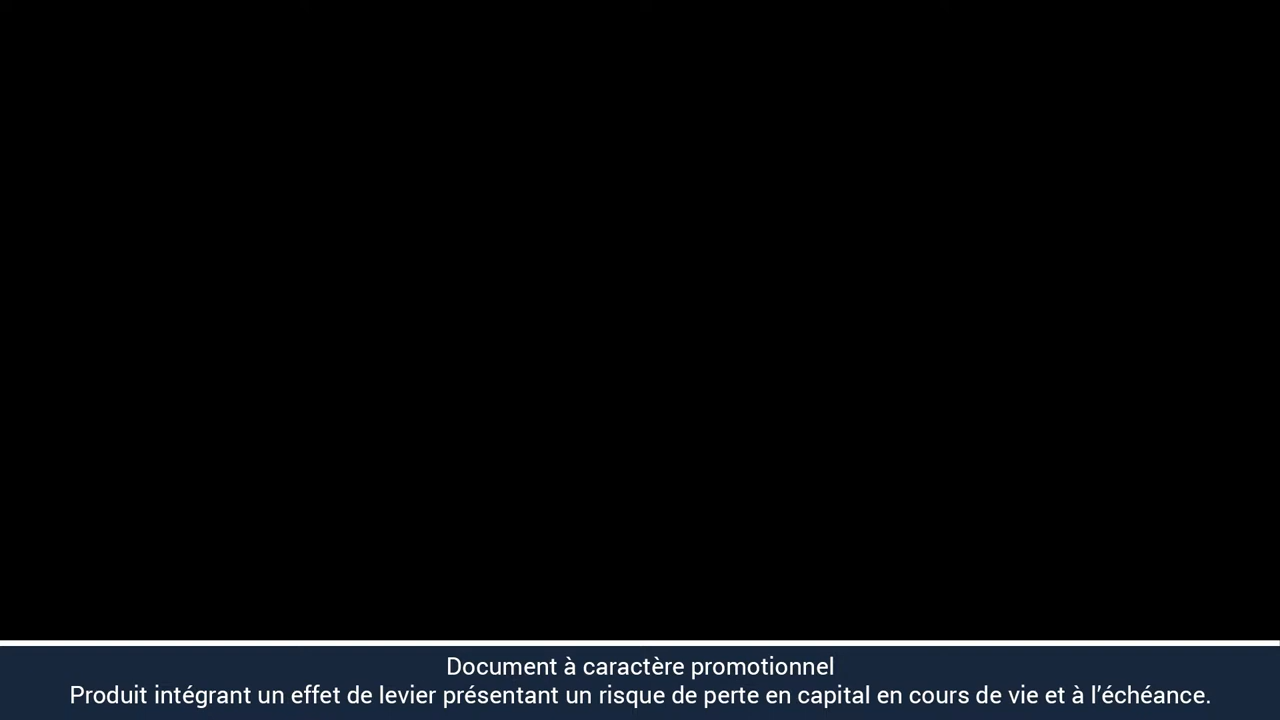 Document à caractère promotionnel
Produit intégrant un effet de levier présentant un risque de perte en capital en cours de vie et à l’échéance.